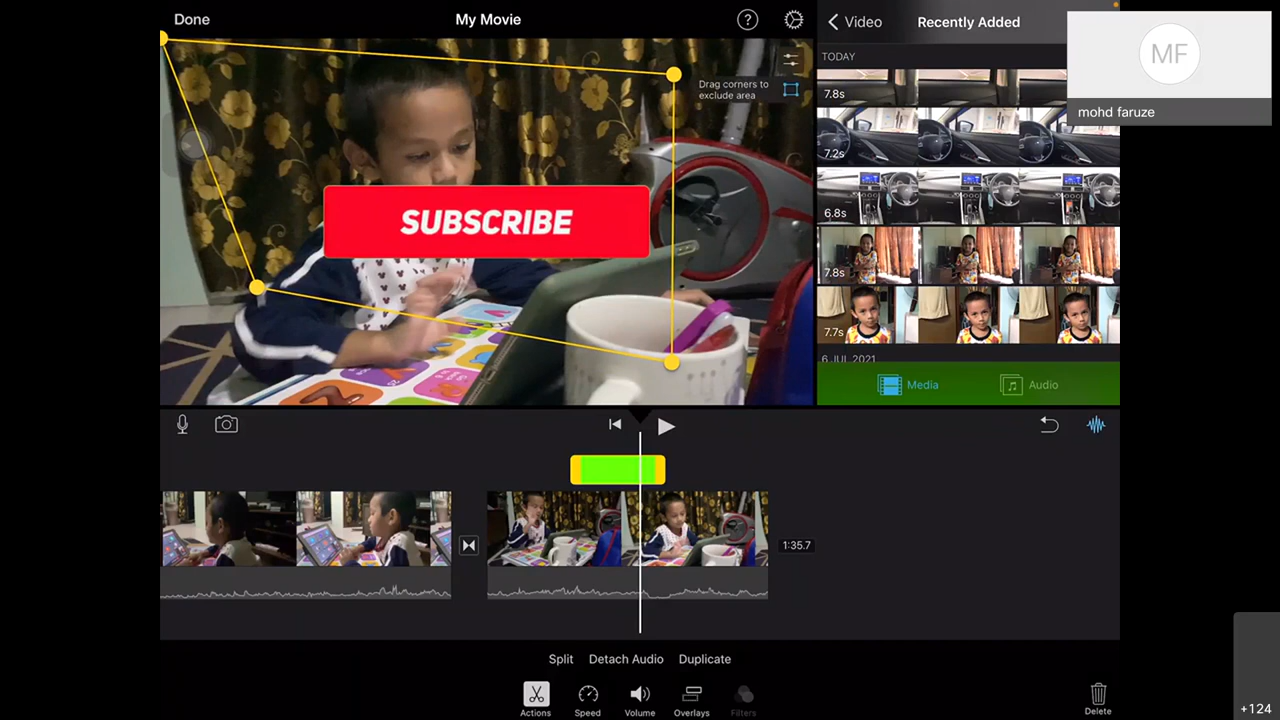 Done
My Movie
?
Video
Recently Added
TODAY
7.8s
7.2s
6.8s
7.8s
7.7s
6 JUL 2021
MF
mohd faruze
Drag corners to
exclude area
SUBSCRIBE
Media
Audio
1:35.7
Split
Detach Audio
Duplicate
Actions
Speed
Volume
Overlays
Filters
Delete
+124